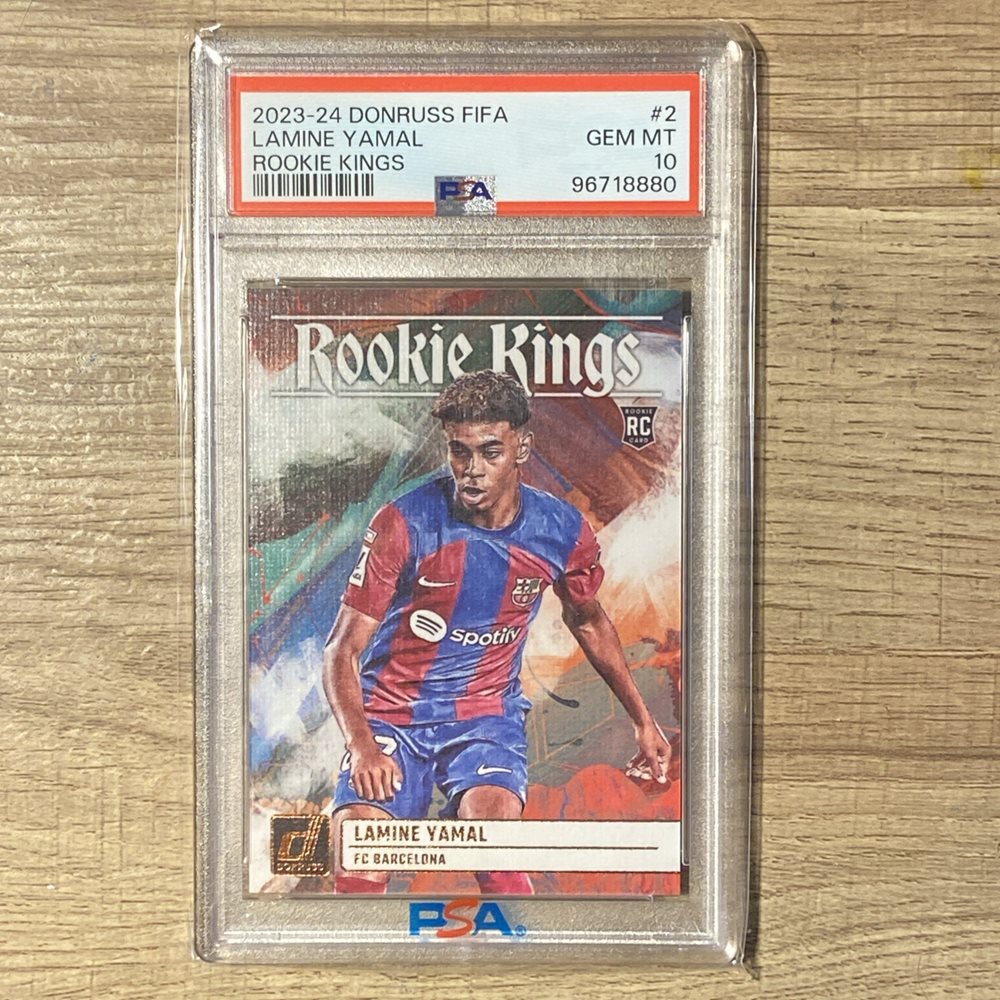 2023-24 DONRUSS FIFA #2
LAMINE YAMAL GEM MT
ROOKIE KINGS 10
PSA 96718880
Rookie Kings
ROOKIE
RC
CARD
spotify
LAMINE YAMAL
FC BARCELONA
d
DONRUSS
PSA